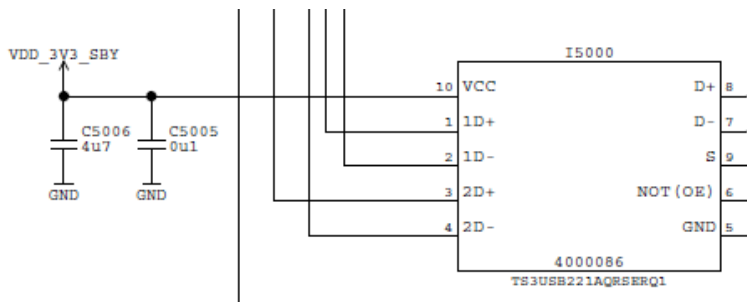 VDD_3V3_SBY
I5000
10 VCC D+ 8
1 1D+ D- 7
C5006 C5005
4u7 0u1
2 1D- S 9
GND GND
3 2D+ NOT(OE) 6
4 2D- GND 5
4000086
TS3USB221AQRSERQ1